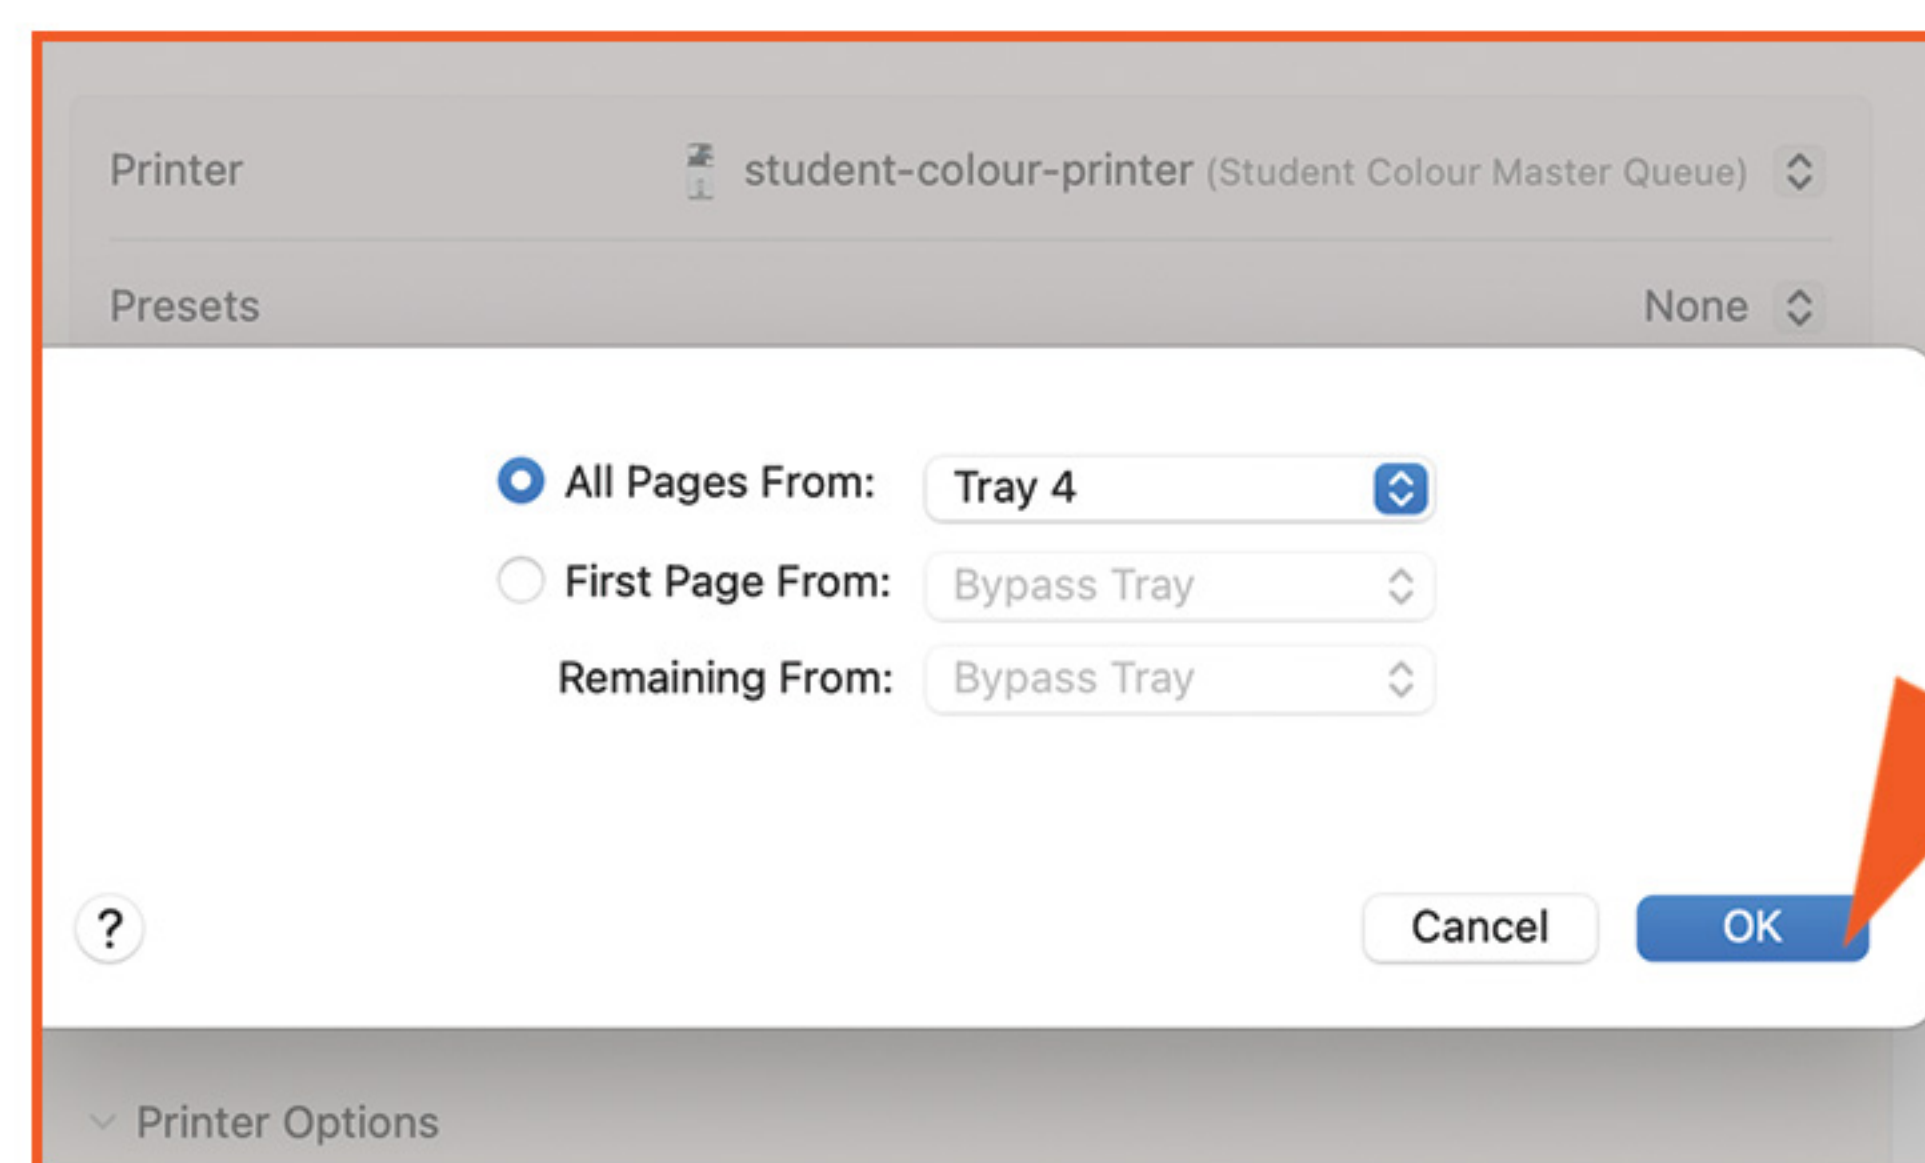 Printer student-colour-printer (Student Colour Master Queue)
Presets None
All Pages From: Tray 4
First Page From: Bypass Tray
Remaining From: Bypass Tray
? Cancel OK
Printer Options